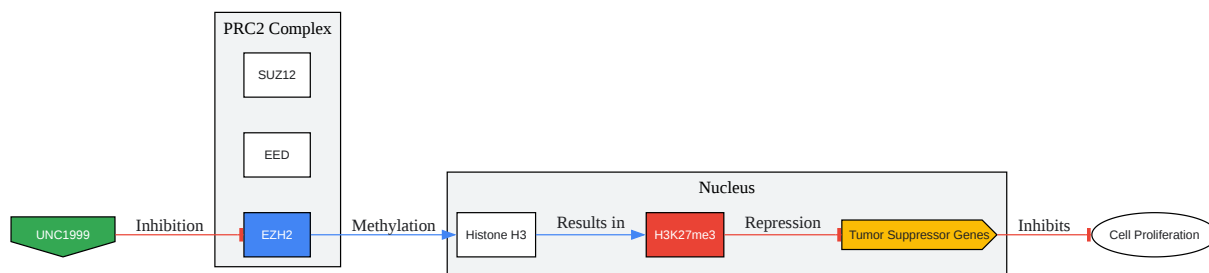 PRC2 Complex
SUZ12
EED
Nucleus
UNC1999
Inhibition
EZH2
Methylation
Histone H3
Results in
H3K27me3
Repression
Tumor Suppressor Genes
Inhibits
Cell Proliferation